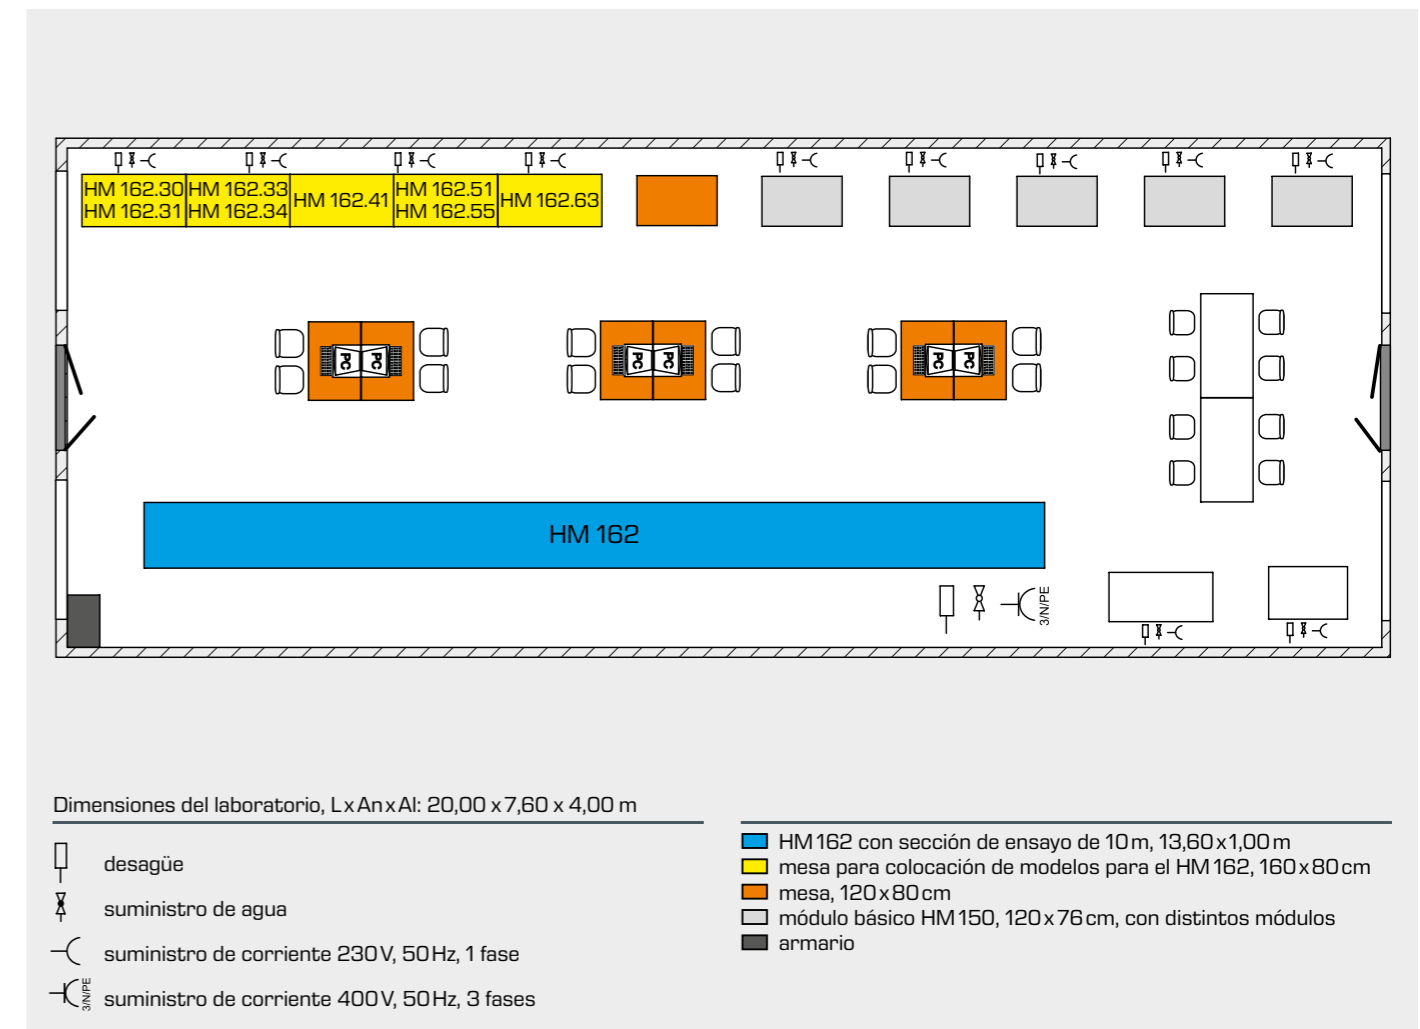 HM 162.30
HM 162.31
HM 162.33
HM 162.34
HM 162.41
HM 162.51
HM 162.55
HM 162.63
PC
PC
PC
PC
PC
PC
HM 162
3/N/PE
Dimensiones del laboratorio, L x An x Al: 20,00 x 7,60 x 4,00 m
desagüe
suministro de agua
suministro de corriente 230 V, 50 Hz, 1 fase
3/N/PE
suministro de corriente 400 V, 50 Hz, 3 fases
HM 162 con sección de ensayo de 10 m, 13,60 x 1,00 m
mesa para colocación de modelos para el HM 162, 160 x 80 cm
mesa, 120 x 80 cm
módulo básico HM 150, 120 x 76 cm, con distintos módulos
armario